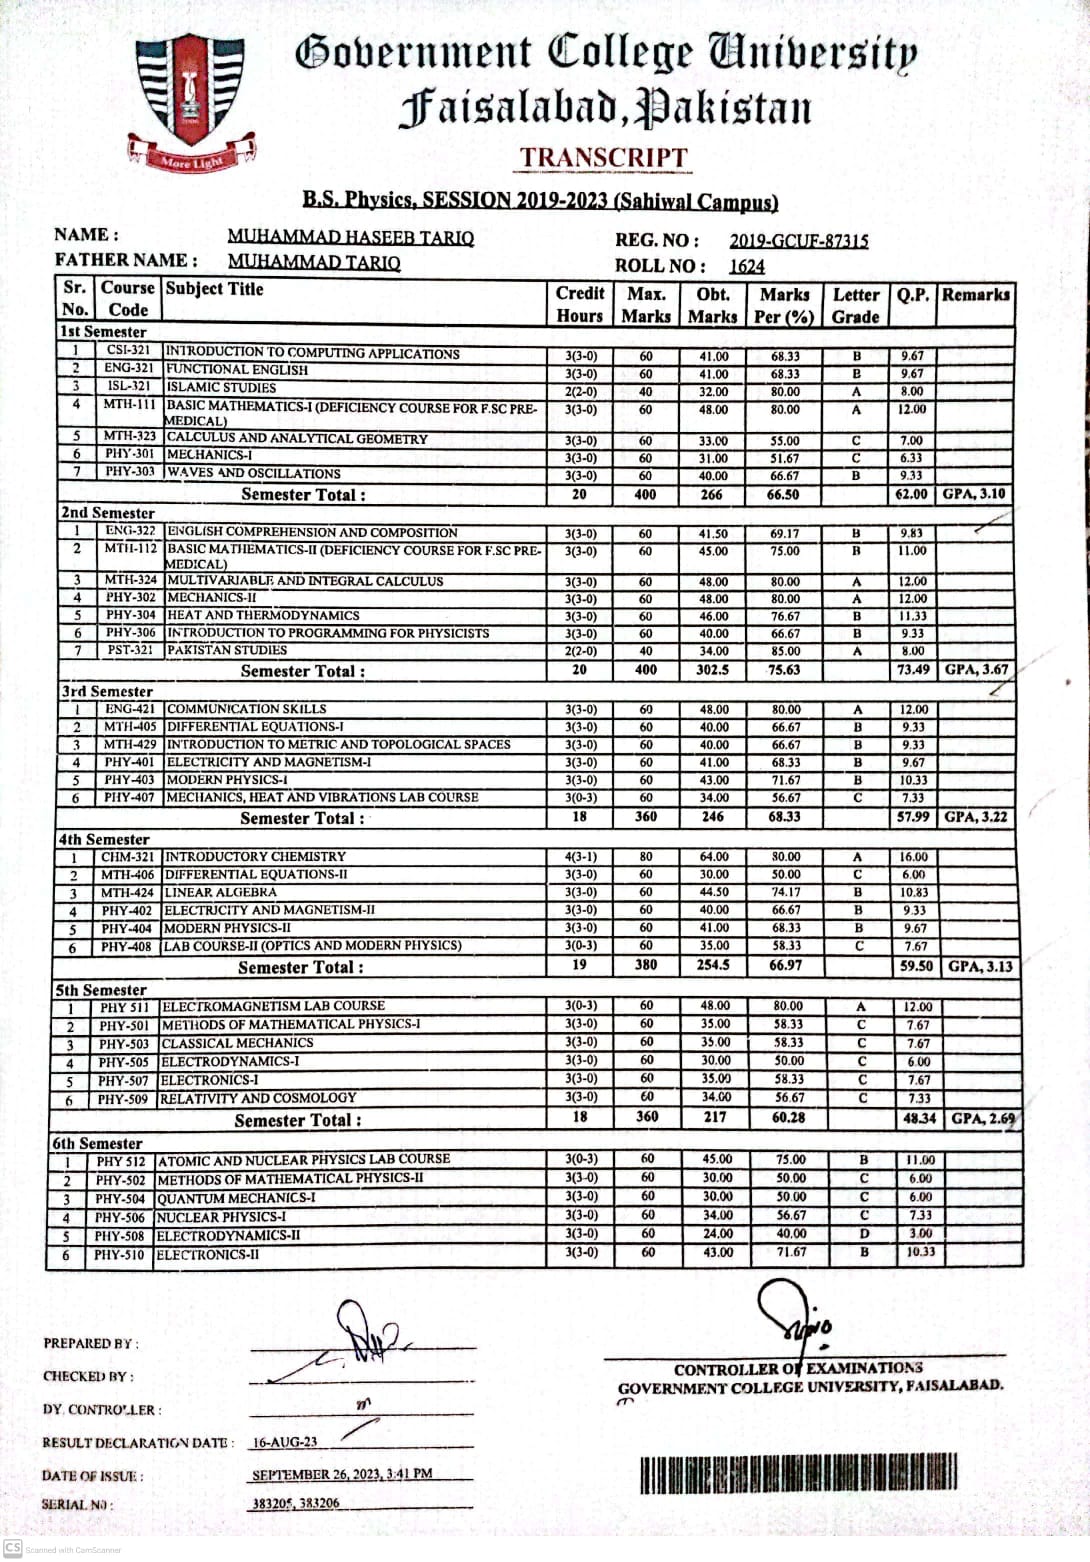 Government College University
Faisalabad, Pakistan
2006
More Light
TRANSCRIPT
B.S. Physics, SESSION 2019-2023 (Sahiwal Campus)
NAME : MUHAMMAD HASEEB TARIQ REG. NO : 2019-GCUF-87315
FATHER NAME : MUHAMMAD TARIQ ROLL NO : 1624
Sr. No. Course Code Subject Title Credit Hours Max. Marks Obt. Marks Marks Per (%) Letter Grade Q.P. Remarks
1st Semester
1 CSI-321 INTRODUCTION TO COMPUTING APPLICATIONS 3(3-0) 60 41.00 68.33 B 9.67
2 ENG-321 FUNCTIONAL ENGLISH 3(3-0) 60 41.00 68.33 B 9.67
3 ISL-321 ISLAMIC STUDIES 2(2-0) 40 32.00 80.00 A 8.00
4 MTH-111 BASIC MATHEMATICS-I (DEFICIENCY COURSE FOR F.SC PRE- 3(3-0) 60 48.00 80.00 A 12.00
MEDICAL)
5 MTH-323 CALCULUS AND ANALYTICAL GEOMETRY 3(3-0) 60 33.00 55.00 C 7.00
6 PHY-301 MECHANICS-I 3(3-0) 60 31.00 51.67 C 6.33
7 PHY-303 WAVES AND OSCILLATIONS 3(3-0) 60 40.00 66.67 B 9.33
Semester Total : 20 400 266 66.50 62.00 GPA, 3.10
2nd Semester
1 ENG-322 ENGLISH COMPREHENSION AND COMPOSITION 3(3-0) 60 41.50 69.17 B 9.83
2 MTH-112 BASIC MATHEMATICS-II (DEFICIENCY COURSE FOR F.SC PRE- 3(3-0) 60 45.00 75.00 B 11.00
MEDICAL)
3 MTH-324 MULTIVARIABLE AND INTEGRAL CALCULUS 3(3-0) 60 48.00 80.00 A 12.00
4 PHY-302 MECHANICS-II 3(3-0) 60 48.00 80.00 A 12.00
5 PHY-304 HEAT AND THERMODYNAMICS 3(3-0) 60 46.00 76.67 B 11.33
6 PHY-306 INTRODUCTION TO PROGRAMMING FOR PHYSICISTS 3(3-0) 60 40.00 66.67 B 9.33
7 PST-321 PAKISTAN STUDIES 2(2-0) 40 34.00 85.00 A 8.00
Semester Total : 20 400 302.5 75.63 73.49 GPA, 3.67
3rd Semester
1 ENG-421 COMMUNICATION SKILLS 3(3-0) 60 48.00 80.00 A 12.00
2 MTH-405 DIFFERENTIAL EQUATIONS-I 3(3-0) 60 40.00 66.67 B 9.33
3 MTH-429 INTRODUCTION TO METRIC AND TOPOLOGICAL SPACES 3(3-0) 60 40.00 66.67 B 9.33
4 PHY-401 ELECTRICITY AND MAGNETISM-I 3(3-0) 60 41.00 68.33 B 9.67
5 PHY-403 MODERN PHYSICS-I 3(3-0) 60 43.00 71.67 B 10.33
6 PHY-407 MECHANICS, HEAT AND VIBRATIONS LAB COURSE 3(0-3) 60 34.00 56.67 C 7.33
Semester Total : 18 360 246 68.33 57.99 GPA, 3.22
4th Semester
1 CHM-321 INTRODUCTORY CHEMISTRY 4(3-1) 80 64.00 80.00 A 16.00
2 MTH-406 DIFFERENTIAL EQUATIONS-II 3(3-0) 60 30.00 50.00 C 6.00
3 MTH-424 LINEAR ALGEBRA 3(3-0) 60 44.50 74.17 B 10.83
4 PHY-402 ELECTRICITY AND MAGNETISM-II 3(3-0) 60 40.00 66.67 B 9.33
5 PHY-404 MODERN PHYSICS-II 3(3-0) 60 41.00 68.33 B 9.67
6 PHY-408 LAB COURSE-II (OPTICS AND MODERN PHYSICS) 3(0-3) 60 35.00 58.33 C 7.67
Semester Total : 19 380 254.5 66.97 59.50 GPA, 3.13
5th Semester
1 PHY 511 ELECTROMAGNETISM LAB COURSE 3(0-3) 60 48.00 80.00 A 12.00
2 PHY-501 METHODS OF MATHEMATICAL PHYSICS-I 3(3-0) 60 35.00 58.33 C 7.67
3 PHY-503 CLASSICAL MECHANICS 3(3-0) 60 35.00 58.33 C 7.67
4 PHY-505 ELECTRODYNAMICS-I 3(3-0) 60 30.00 50.00 C 6.00
5 PHY-507 ELECTRONICS-I 3(3-0) 60 35.00 58.33 C 7.67
6 PHY-509 RELATIVITY AND COSMOLOGY 3(3-0) 60 34.00 56.67 C 7.33
Semester Total : 18 360 217 60.28 48.34 GPA, 2.69
6th Semester
1 PHY 512 ATOMIC AND NUCLEAR PHYSICS LAB COURSE 3(0-3) 60 45.00 75.00 B 11.00
2 PHY-502 METHODS OF MATHEMATICAL PHYSICS-II 3(3-0) 60 30.00 50.00 C 6.00
3 PHY-504 QUANTUM MECHANICS-I 3(3-0) 60 30.00 50.00 C 6.00
4 PHY-506 NUCLEAR PHYSICS-I 3(3-0) 60 34.00 56.67 C 7.33
5 PHY-508 ELECTRODYNAMICS-II 3(3-0) 60 24.00 40.00 D 3.00
6 PHY-510 ELECTRONICS-II 3(3-0) 60 43.00 71.67 B 10.33
PREPARED BY :
CHECKED BY :
DY. CONTROLLER :
CONTROLLER OF EXAMINATIONS
GOVERNMENT COLLEGE UNIVERSITY, FAISALABAD.
RESULT DECLARATION DATE : 16-AUG-23
DATE OF ISSUE : SEPTEMBER 26, 2023, 3:41 PM
SERIAL NO : 383205, 383206
CS Scanned with CamScanner